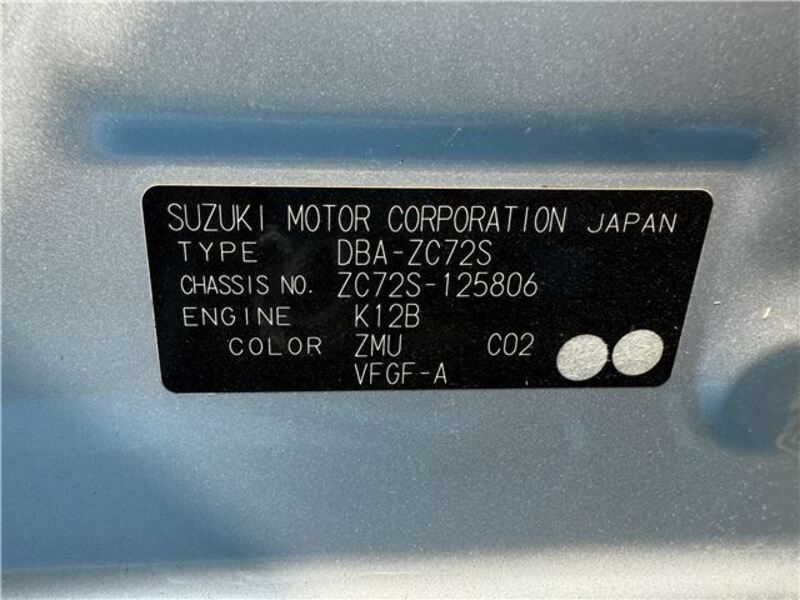 SUZUKI MOTOR CORPORATION JAPAN
TYPE DBA-ZC72S
CHASSIS NO. ZC72S-125806
ENGINE K12B
COLOR ZMU C02
VFGF-A